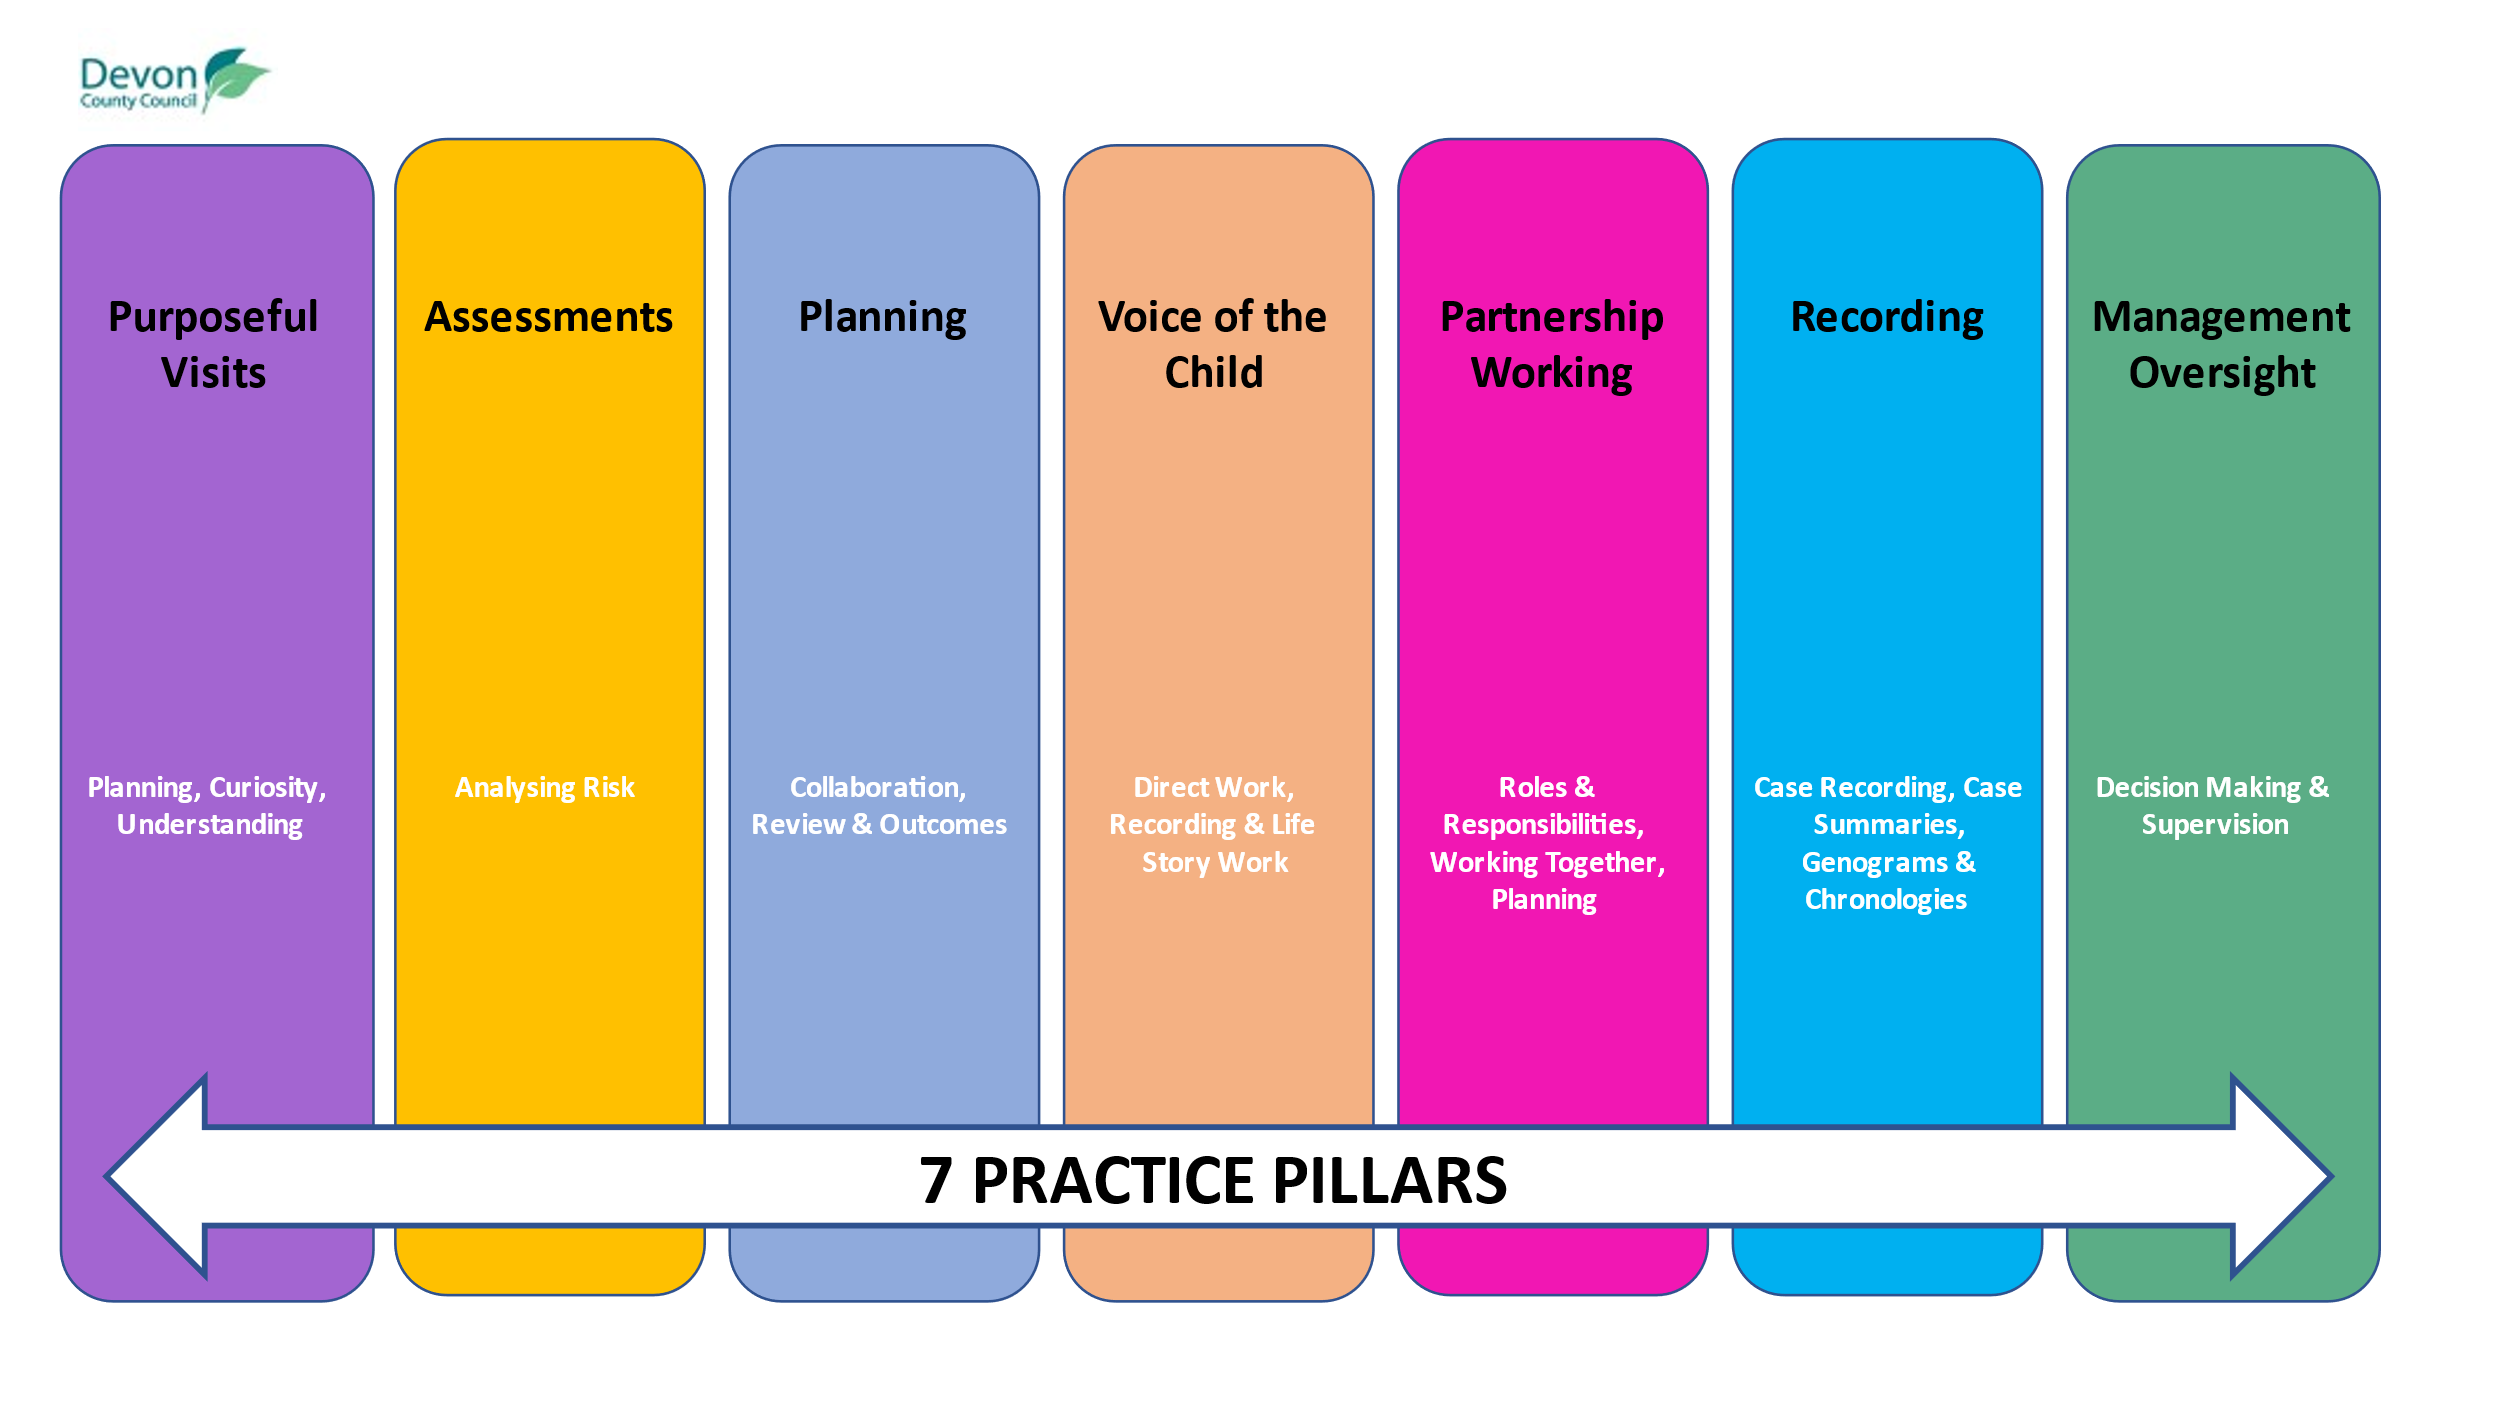 Devon
County Council
Purposeful
Visits
Planning, Curiosity,
Understanding
Assessments
Analysing Risk
Planning
Collaboration,
Review & Outcomes
Voice of the
Child
Direct Work,
Recording & Life
Story Work
Partnership
Working
Roles &
Responsibilities,
Working Together,
Planning
Recording
Case Recording, Case
Summaries,
Genograms &
Chronologies
Management
Oversight
Decision Making &
Supervision
7 PRACTICE PILLARS